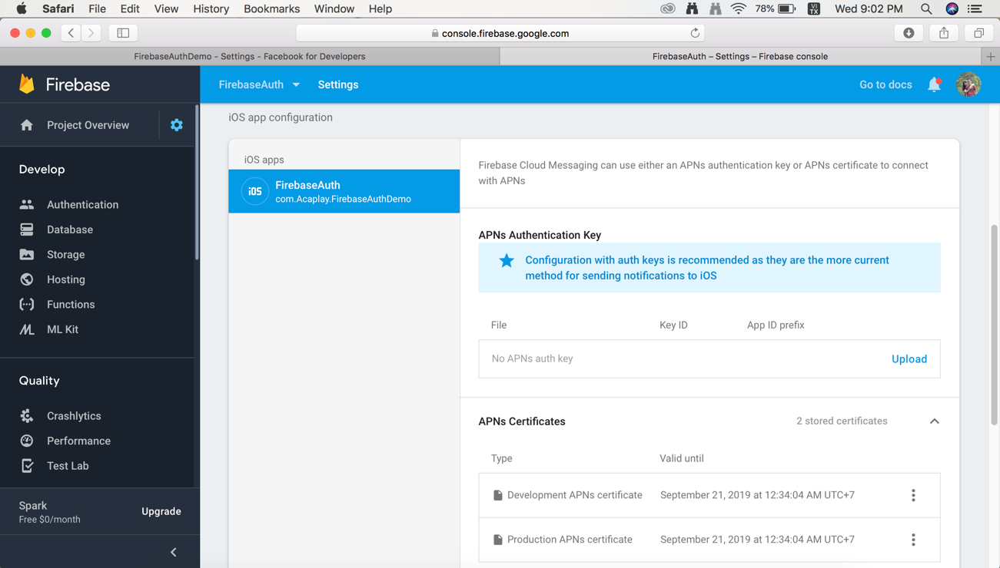 Safari File Edit View History Bookmarks Window Help 78% VI TX Wed 9:02 PM
console.firebase.google.com
FirebaseAuthDemo - Settings - Facebook for Developers
FirebaseAuth – Settings – Firebase console
Firebase
FirebaseAuth Settings Go to docs
Project Overview
Develop
Authentication
Database
Storage
Hosting
Functions
ML Kit
Quality
Crashlytics
Performance
Test Lab
Spark
Free $0/month
Upgrade
iOS app configuration
iOS apps
iOS
FirebaseAuth
com.Acaplay.FirebaseAuthDemo
Firebase Cloud Messaging can use either an APNs authentication key or APNs certificate to connect
with APNs
APNs Authentication Key
Configuration with auth keys is recommended as they are the more current
method for sending notifications to iOS
File Key ID App ID prefix
No APNs auth key Upload
APNs Certificates 2 stored certificates
Type Valid until
Development APNs certificate September 21, 2019 at 12:34:04 AM UTC+7
Production APNs certificate September 21, 2019 at 12:34:04 AM UTC+7